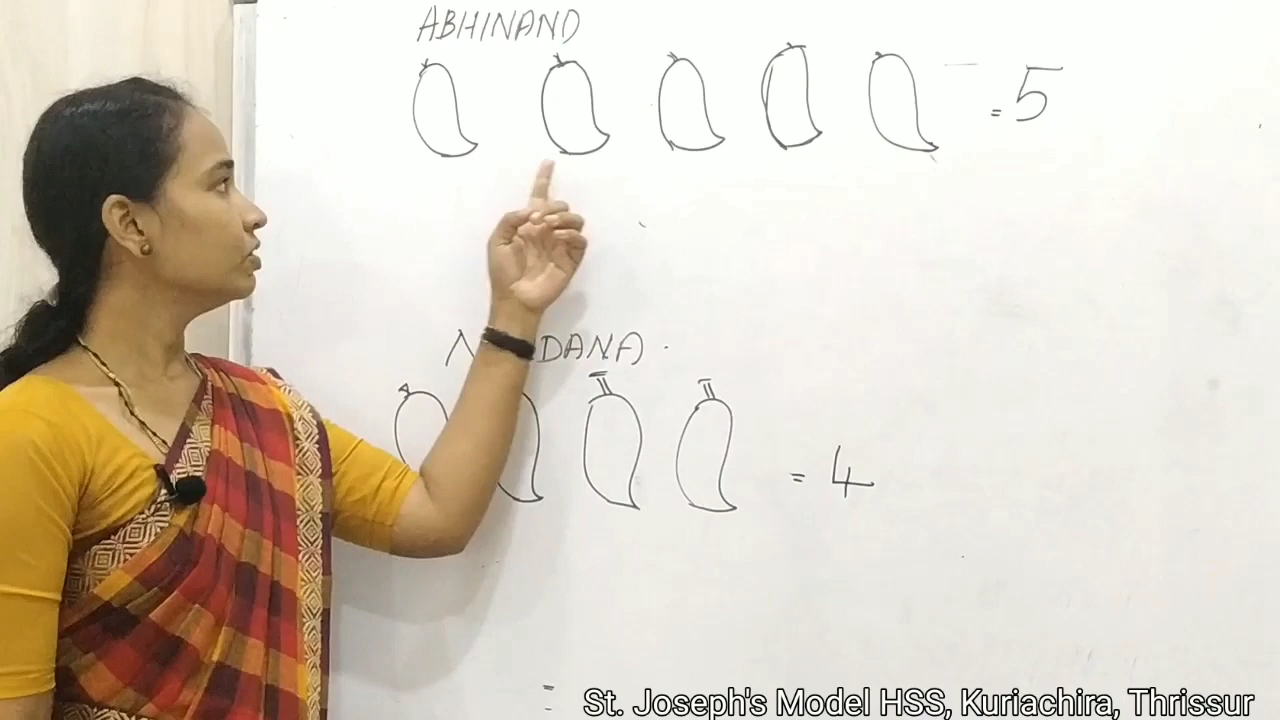 ABHINAND
= 5
= 4
=
St. Joseph's Model HSS, Kuriachira, Thrissur